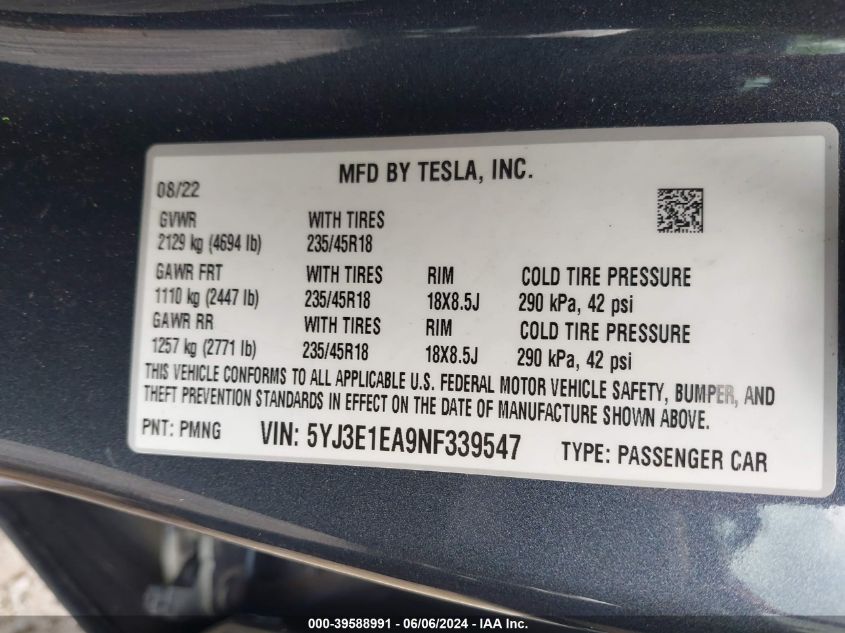 MFD BY TESLA, INC.
08/22
GVWR WITH TIRES
2129 kg (4694 lb) 235/45R18
GAWR FRT WITH TIRES RIM COLD TIRE PRESSURE
1110 kg (2447 lb) 235/45R18 18X8.5J 290 kPa, 42 psi
GAWR RR WITH TIRES RIM COLD TIRE PRESSURE
1257 kg (2771 lb) 235/45R18 18X8.5J 290 kPa, 42 psi
THIS VEHICLE CONFORMS TO ALL APPLICABLE U.S. FEDERAL MOTOR VEHICLE SAFETY, BUMPER, AND
THEFT PREVENTION STANDARDS IN EFFECT ON THE DATE OF MANUFACTURE SHOWN ABOVE.
PNT: PMNG VIN: 5YJ3E1EA9NF339547 TYPE: PASSENGER CAR
000-39588991 - 06/06/2024 - IAA Inc.